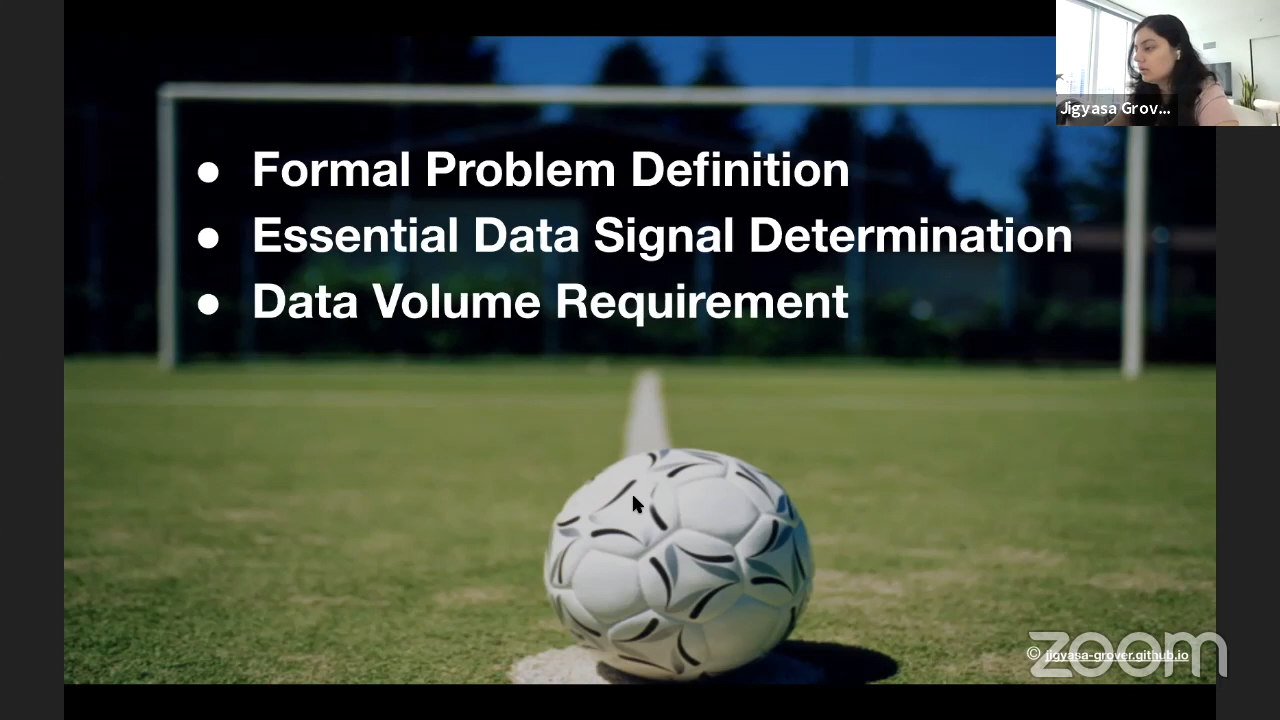 Jigyasa Grov...
● Formal Problem Definition
● Essential Data Signal Determination
● Data Volume Requirement
© jigyasa-grover.github.io
zoom